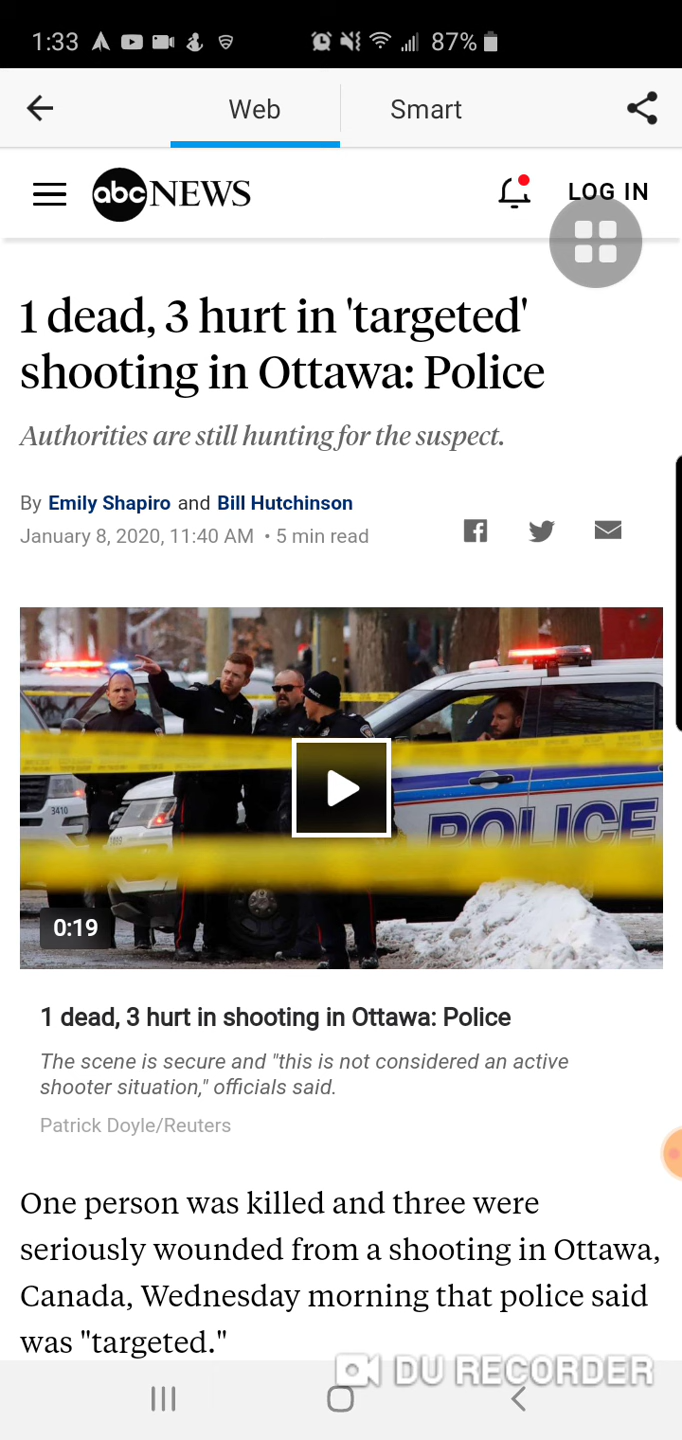 1:33 87%
Web Smart
abc NEWS LOG IN
1 dead, 3 hurt in 'targeted'
shooting in Ottawa: Police
Authorities are still hunting for the suspect.
By Emily Shapiro and Bill Hutchinson
January 8, 2020, 11:40 AM • 5 min read
3410
POLICE
0:19
1 dead, 3 hurt in shooting in Ottawa: Police
The scene is secure and "this is not considered an active
shooter situation," officials said.
Patrick Doyle/Reuters
One person was killed and three were
seriously wounded from a shooting in Ottawa,
Canada, Wednesday morning that police said
was "targeted."
DU RECORDER